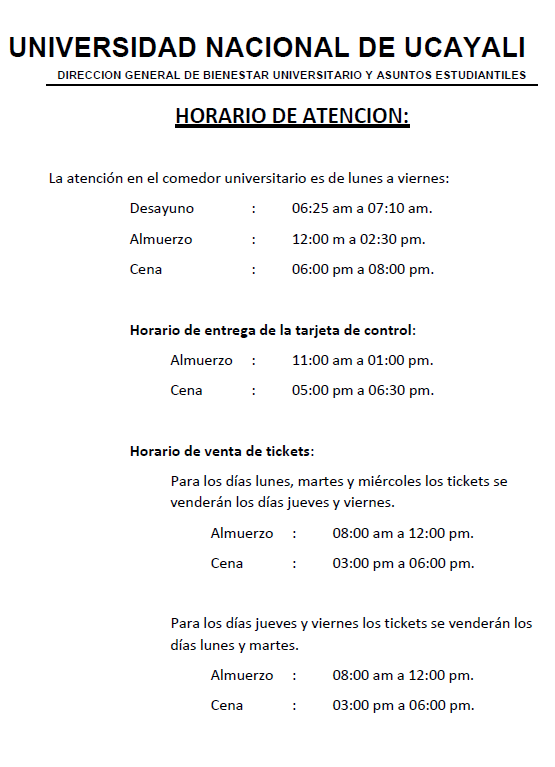 UNIVERSIDAD NACIONAL DE UCAYALI
DIRECCION GENERAL DE BIENESTAR UNIVERSITARIO Y ASUNTOS ESTUDIANTILES
HORARIO DE ATENCION:
La atención en el comedor universitario es de lunes a viernes:
Desayuno : 06:25 am a 07:10 am.
Almuerzo : 12:00 m a 02:30 pm.
Cena : 06:00 pm a 08:00 pm.
Horario de entrega de la tarjeta de control:
Almuerzo : 11:00 am a 01:00 pm.
Cena : 05:00 pm a 06:30 pm.
Horario de venta de tickets:
Para los días lunes, martes y miércoles los tickets se
venderán los días jueves y viernes.
Almuerzo : 08:00 am a 12:00 pm.
Cena : 03:00 pm a 06:00 pm.
Para los días jueves y viernes los tickets se venderán los
días lunes y martes.
Almuerzo : 08:00 am a 12:00 pm.
Cena : 03:00 pm a 06:00 pm.